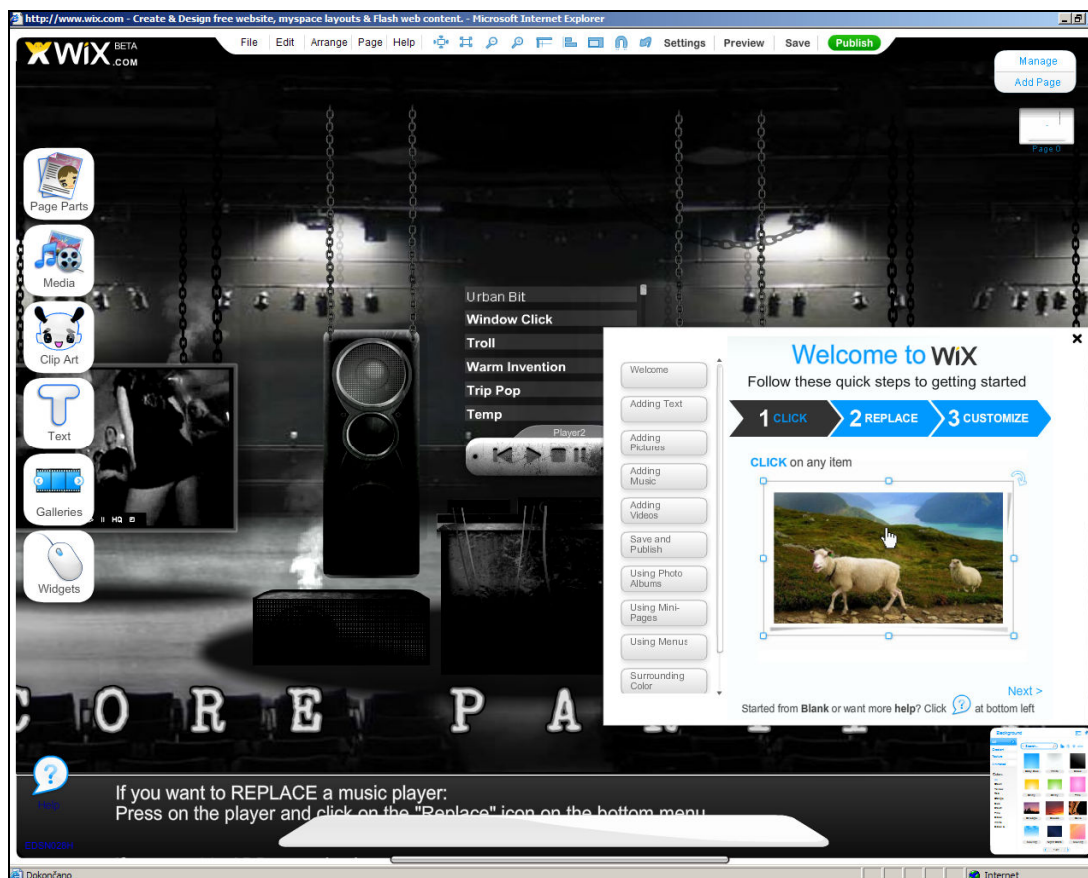 http://www.wix.com - Create & Design free website, myspace layouts & Flash web content. - Microsoft Internet Explorer
WiX BETA
.COM
File Edit Arrange Page Help Settings Preview Save Publish
Manage
Add Page
Page 0
Page Parts
Media
Clip Art
Text
Galleries
Widgets
HQ
Urban Bit
Window Click
Troll
Warm Invention
Trip Pop
Temp
Player2
Welcome
Adding Text
Adding
Pictures
Adding
Music
Adding
Videos
Save and
Publish
Using Photo
Albums
Using Mini-
Pages
Using Menus
Surrounding
Color
Welcome to WiX
Follow these quick steps to getting started
1 CLICK 2 REPLACE 3 CUSTOMIZE
CLICK on any item
Next >
Started from Blank or want more help? Click ? at bottom left
C O R E P A
Background
? 
Help
If you want to REPLACE a music player:
Press on the player and click on the "Replace" icon on the bottom menu
Dokončano
Internet